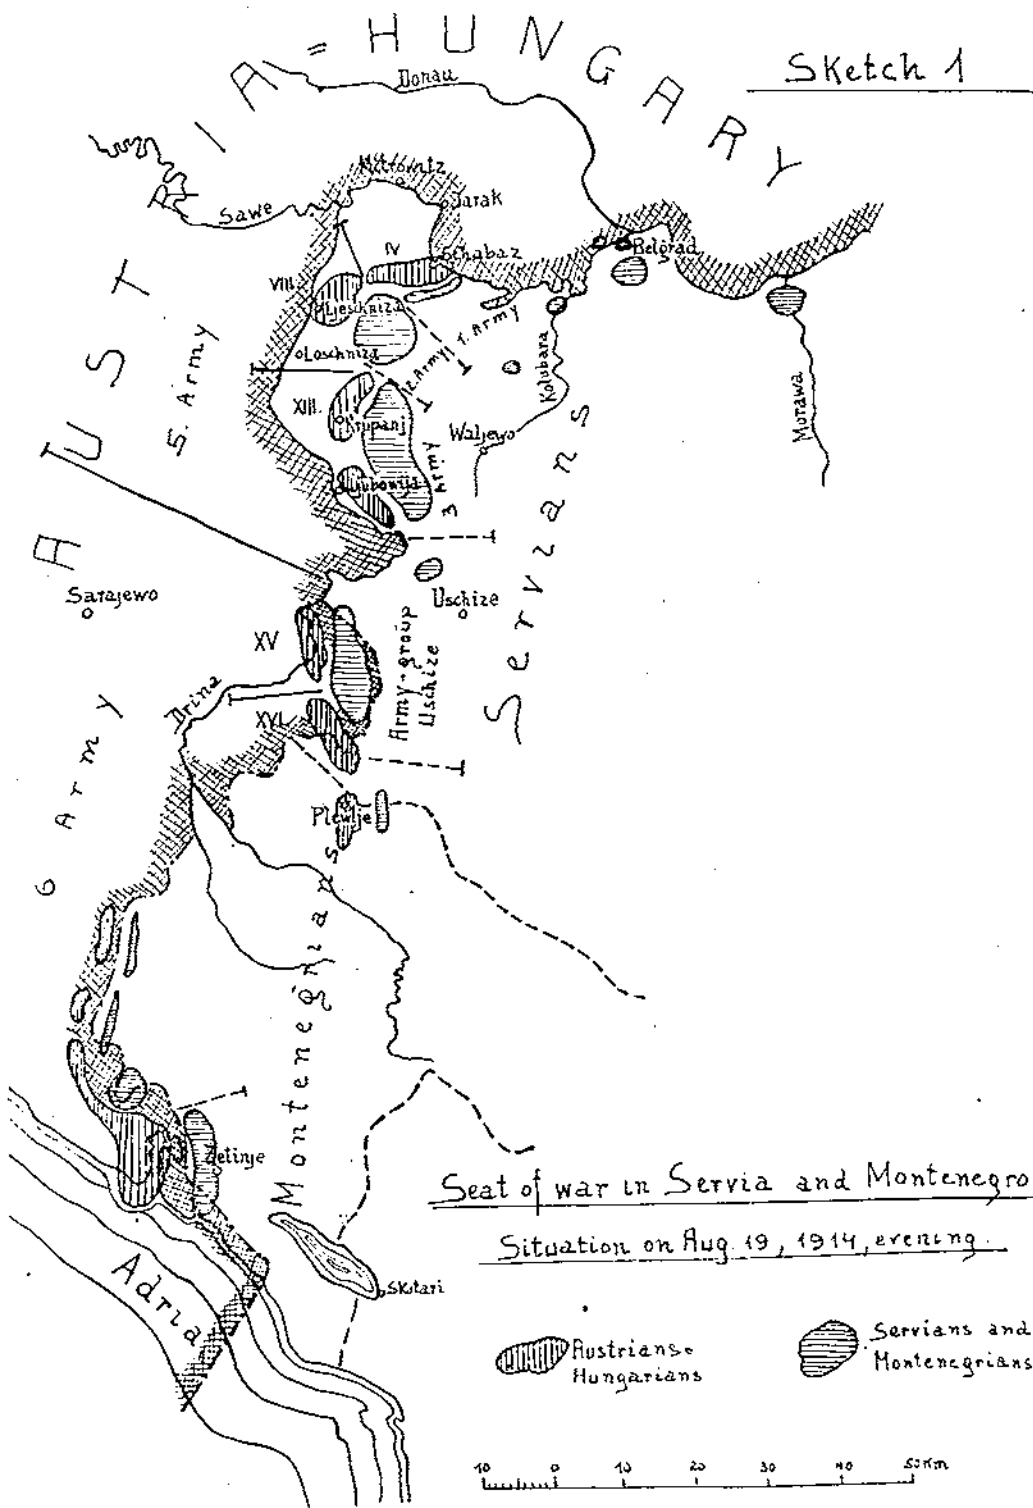 Sketch 1
AUSTRIA = HUNGARY
Donau
Mitrowitz
Sawe
Jarak
IV
Schabaz
Belgrad
VIII.
Ljeschniza
1. Army
5. Army
Loschniza
2. Army
Kolubara
Morawa
XIII.
Krupanj
Waljewo
Ljubowija
3 Army
Servians
Sarajewo
Uschize
XV
Army-group
Uschize
Drina
XVI.
6 Army
Plewlje
Montenegrians
Zetinje
Seat of war in Servia and Montenegro
Situation on Aug. 19, 1914, evening.
Skutari
Adria
Austrians=
Hungarians
Servians and
Montenegrians
10 0 10 20 30 40 50 Km